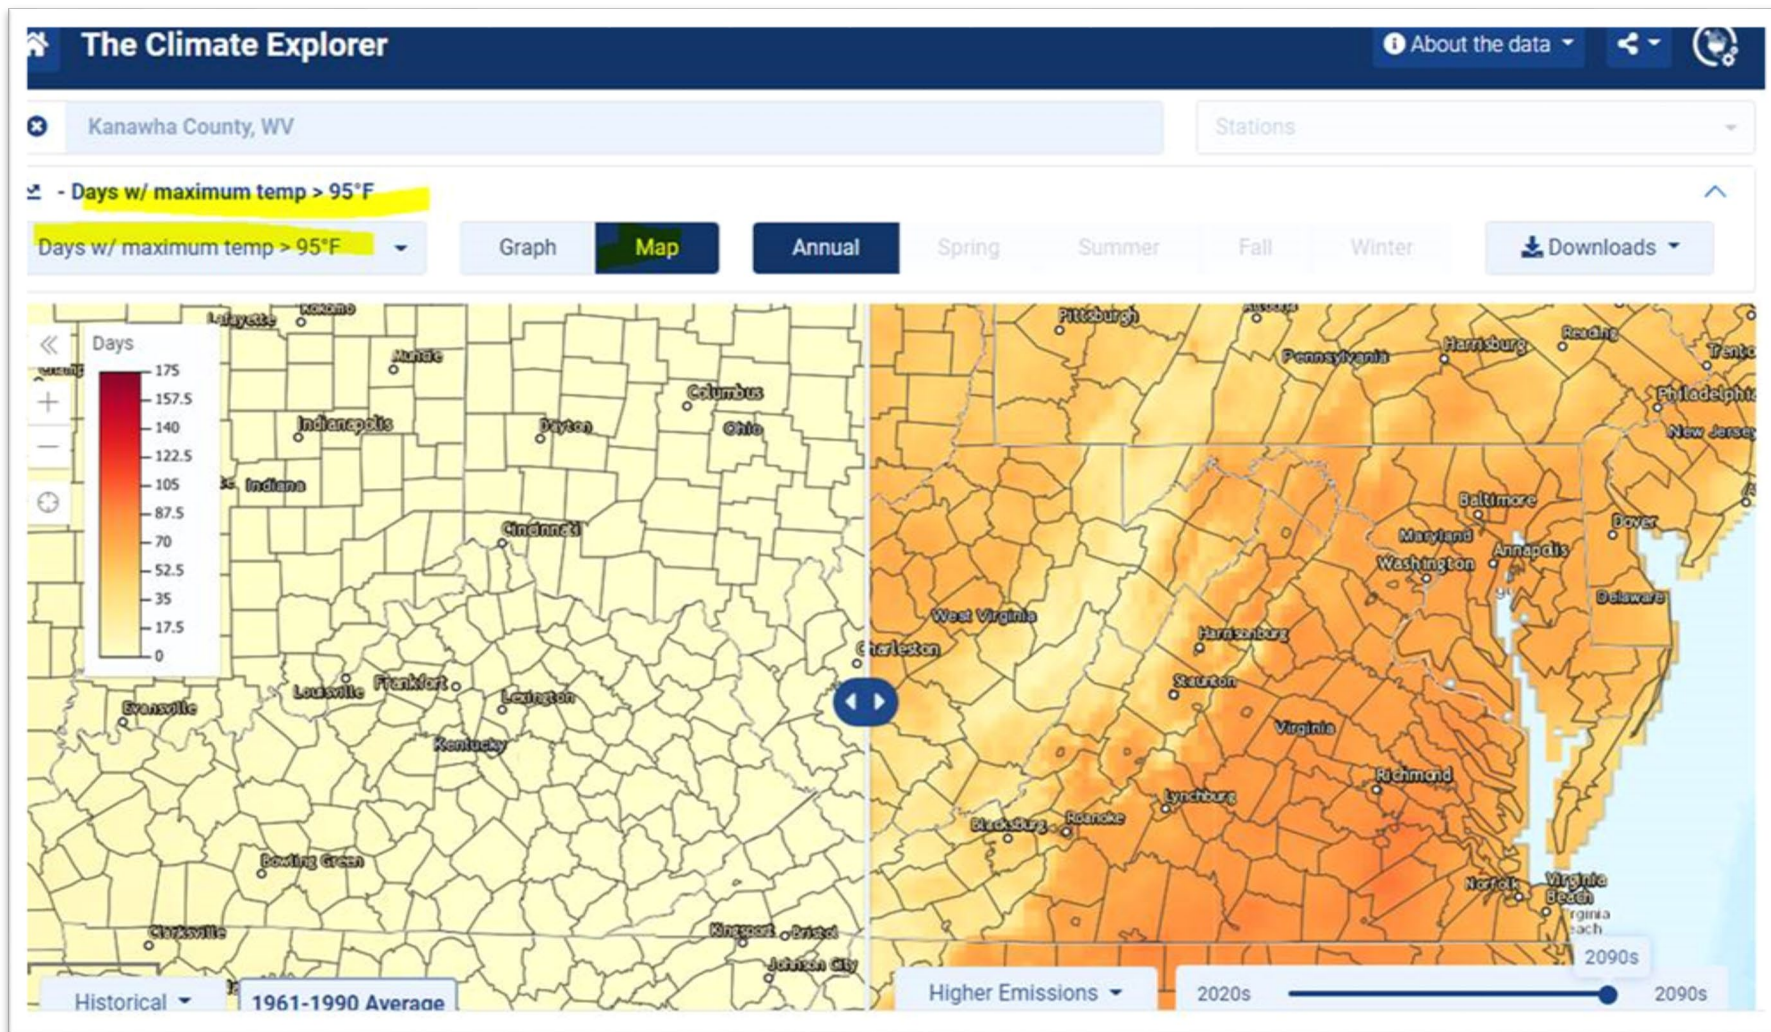 The Climate Explorer
About the data
Kanawha County, WV
Stations
- Days w/ maximum temp > 95°F
Days w/ maximum temp > 95°F
Graph
Map
Annual
Spring
Summer
Fall
Winter
Downloads
Days
175
157.5
140
122.5
105
87.5
70
52.5
35
17.5
0
Lafayette
Kokomo
Muncie
Columbus
Indianapolis
Dayton
Ohio
Indiana
Cincinnati
Louisville
Frankfort
Lexington
Evansville
Kentucky
Bowling Green
Clarksville
Kingsport
Bristol
Johnson City
Charleston
Pittsburgh
Altoona
Pennsylvania
Harrisburg
Reading
Trento
Philadelphia
New Jersey
Baltimore
Maryland
Annapolis
Dover
Washington
Delaware
West Virginia
Harrisonburg
Staunton
Virginia
Richmond
Lynchburg
Blacksburg
Roanoke
Norfolk
Virginia
Beach
rginia
each
Historical
1961-1990 Average
Higher Emissions
2020s
2090s
2090s